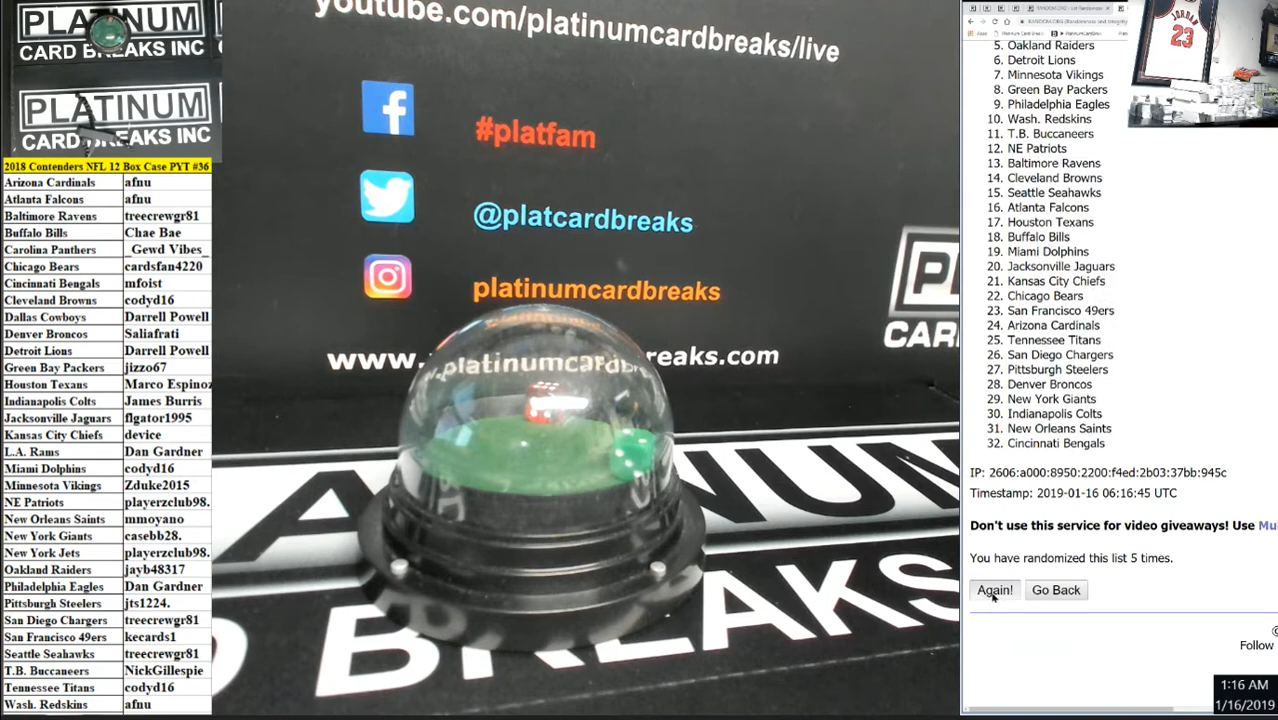 PLATINUM
CARD BREAKS INC
PLATINUM
CARD BREAKS INC
2018 Contenders NFL 12 Box Case PYT #36
Arizona Cardinals afnu
Atlanta Falcons afnu
Baltimore Ravens treecrewgr81
Buffalo Bills Chae Bae
Carolina Panthers _Gewd Vibes_
Chicago Bears cardsfan4220
Cincinnati Bengals mfoist
Cleveland Browns codyd16
Dallas Cowboys Darrell Powell
Denver Broncos Saliafrati
Detroit Lions Darrell Powell
Green Bay Packers jizzo67
Houston Texans Marco Espinoz
Indianapolis Colts James Burris
Jacksonville Jaguars flgator1995
Kansas City Chiefs device
L.A. Rams Dan Gardner
Miami Dolphins codyd16
Minnesota Vikings Zduke2015
NE Patriots playerzclub98.
New Orleans Saints mmoyano
New York Giants casebb28.
New York Jets playerzclub98.
Oakland Raiders jayb48317
Philadelphia Eagles Dan Gardner
Pittsburgh Steelers jts1224.
San Diego Chargers treecrewgr81
San Francisco 49ers kecards1
Seattle Seahawks treecrewgr81
T.B. Buccaneers NickGillespie
Tennessee Titans codyd16
Wash. Redskins afnu
youtube.com/platinumcardbreaks/live
#platfam
@platcardbreaks
platinumcardbreaks
www. reaks.com
platinumcardb
BREAKS
JORDAN
23
5. Oakland Raiders
6. Detroit Lions
7. Minnesota Vikings
8. Green Bay Packers
9. Philadelphia Eagles
10. Wash. Redskins
11. T.B. Buccaneers
12. NE Patriots
13. Baltimore Ravens
14. Cleveland Browns
15. Seattle Seahawks
16. Atlanta Falcons
17. Houston Texans
18. Buffalo Bills
19. Miami Dolphins
20. Jacksonville Jaguars
21. Kansas City Chiefs
22. Chicago Bears
23. San Francisco 49ers
24. Arizona Cardinals
25. Tennessee Titans
26. San Diego Chargers
27. Pittsburgh Steelers
28. Denver Broncos
29. New York Giants
30. Indianapolis Colts
31. New Orleans Saints
32. Cincinnati Bengals
IP: 2606:a000:8950:2200:f4ed:2b03:37bb:945c
Timestamp: 2019-01-16 06:16:45 UTC
Don't use this service for video giveaways! Use Mu
You have randomized this list 5 times.
Again! Go Back
Follow
1:16 AM
1/16/2019